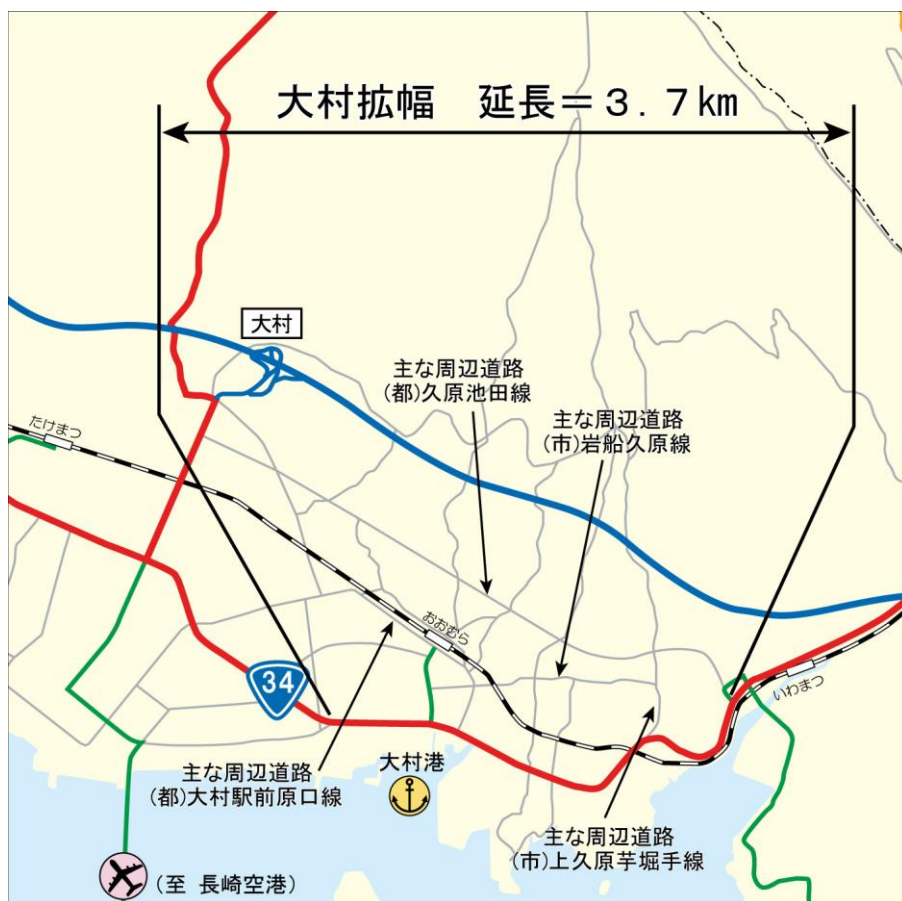 大村拡幅　延長＝３．７km
大村
主な周辺道路
(都)久原池田線
主な周辺道路
(市)岩船久原線
たけまつ
おおむら
34
いわまつ
主な周辺道路
(都)大村駅前原口線
大村港
主な周辺道路
(市)上久原芋堀手線
(至 長崎空港)